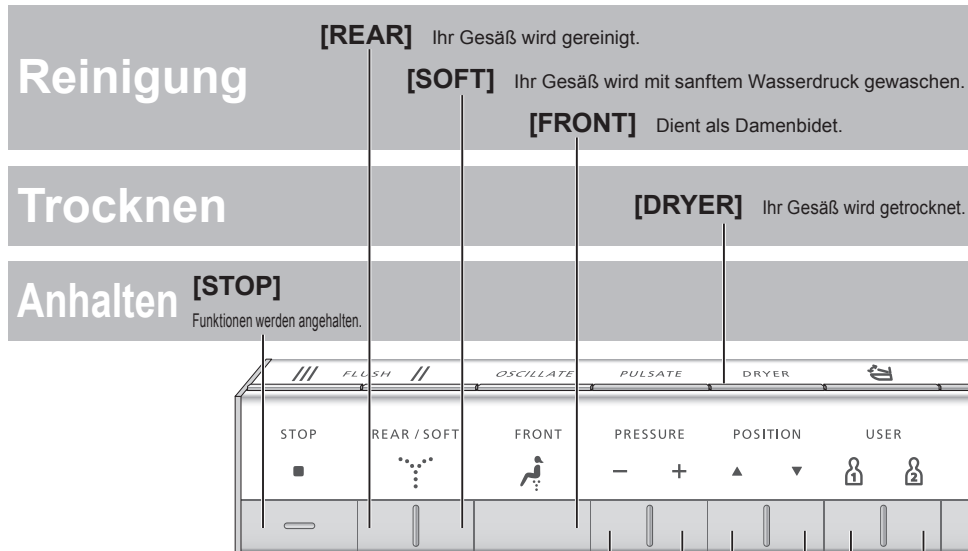 [REAR] Ihr Gesäß wird gereinigt.
Reinigung
[SOFT] Ihr Gesäß wird mit sanftem Wasserdruck gewaschen.
[FRONT] Dient als Damenbidet.
Trocknen
[DRYER] Ihr Gesäß wird getrocknet.
Anhalten
[STOP]
Funktionen werden angehalten.
FLUSH OSCILLATE PULSATE DRYER
STOP REAR / SOFT FRONT PRESSURE POSITION USER
− + 1 2